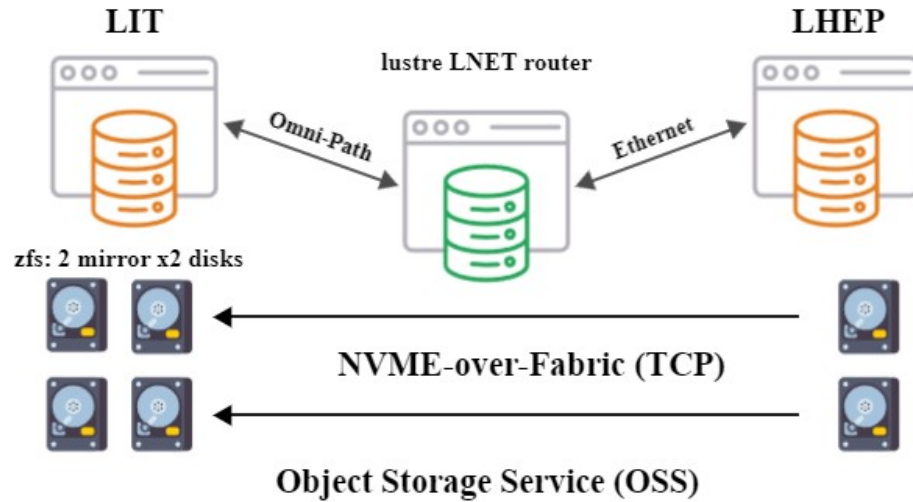 LIT
LHEP
lustre LNET router
Omni-Path
Ethernet
zfs: 2 mirror x2 disks
NVME-over-Fabric (TCP)
Object Storage Service (OSS)